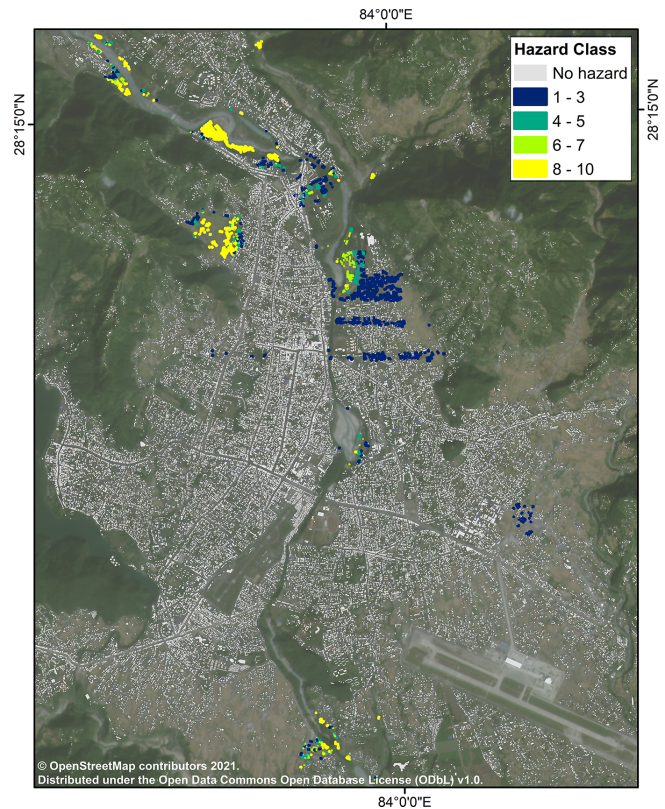 84°0'0"E
Hazard Class
No hazard
1 - 3
4 - 5
6 - 7
8 - 10
28°15'0"N
28°15'0"N
© OpenStreetMap contributors 2021.
Distributed under the Open Data Commons Open Database License (ODbL) v1.0.
84°0'0"E